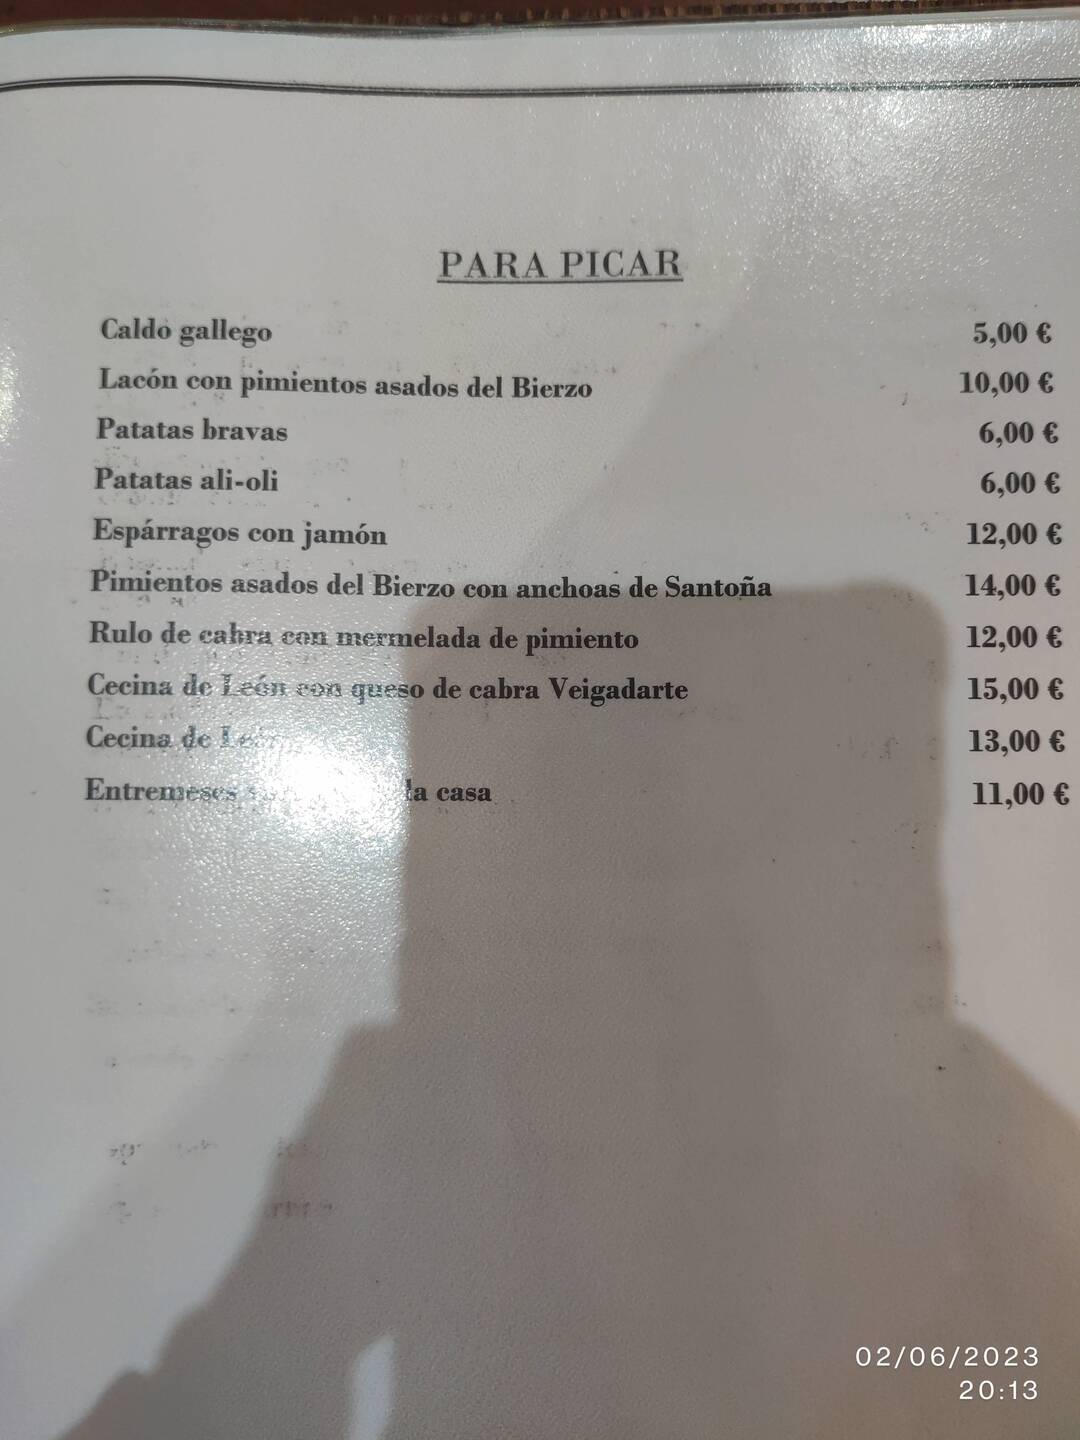 PARA PICAR
Caldo gallego 5,00 €
Lacón con pimientos asados del Bierzo 10,00 €
Patatas bravas 6,00 €
Patatas ali-oli 6,00 €
Espárragos con jamón 12,00 €
Pimientos asados del Bierzo con anchoas de Santoña 14,00 €
Rulo de cabra con mermelada de pimiento 12,00 €
Cecina de León con queso de cabra Veigadarte 15,00 €
Cecina de León 13,00 €
Entremeses la casa 11,00 €
02/06/2023
20:13